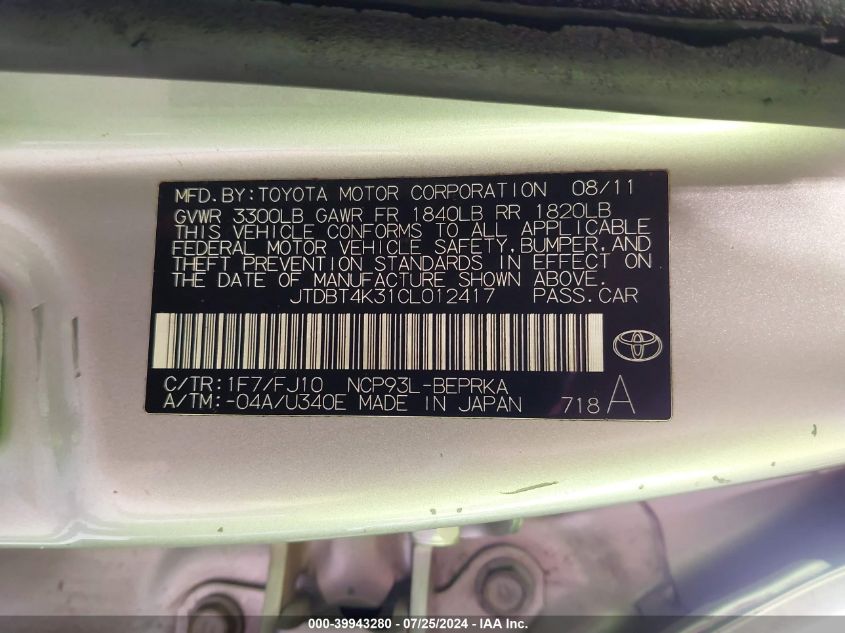 MFD. BY: TOYOTA MOTOR CORPORATION 08/11
GVWR 3300LB GAWR FR 1840LB RR 1820LB
THIS VEHICLE CONFORMS TO ALL APPLICABLE
FEDERAL MOTOR VEHICLE SAFETY, BUMPER, AND
THEFT PREVENTION STANDARDS IN EFFECT ON
THE DATE OF MANUFACTURE SHOWN ABOVE.
JTDBT4K31CL012417 PASS. CAR
C/TR: 1F7/FJ10 NCP93L-BEPRKA
A/TM: -04A/U340E MADE IN JAPAN 718 A
000-39943280 - 07/25/2024 - IAA Inc.